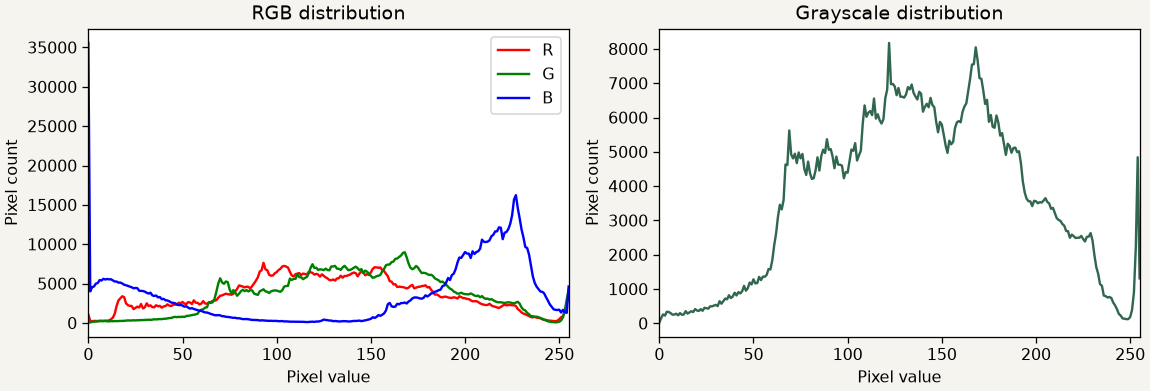 RGB distribution
Pixel count
35000
30000
25000
20000
15000
10000
5000
0
0 50 100 150 200 250
Pixel value
R
G
B
Grayscale distribution
Pixel count
8000
7000
6000
5000
4000
3000
2000
1000
0
0 50 100 150 200 250
Pixel value